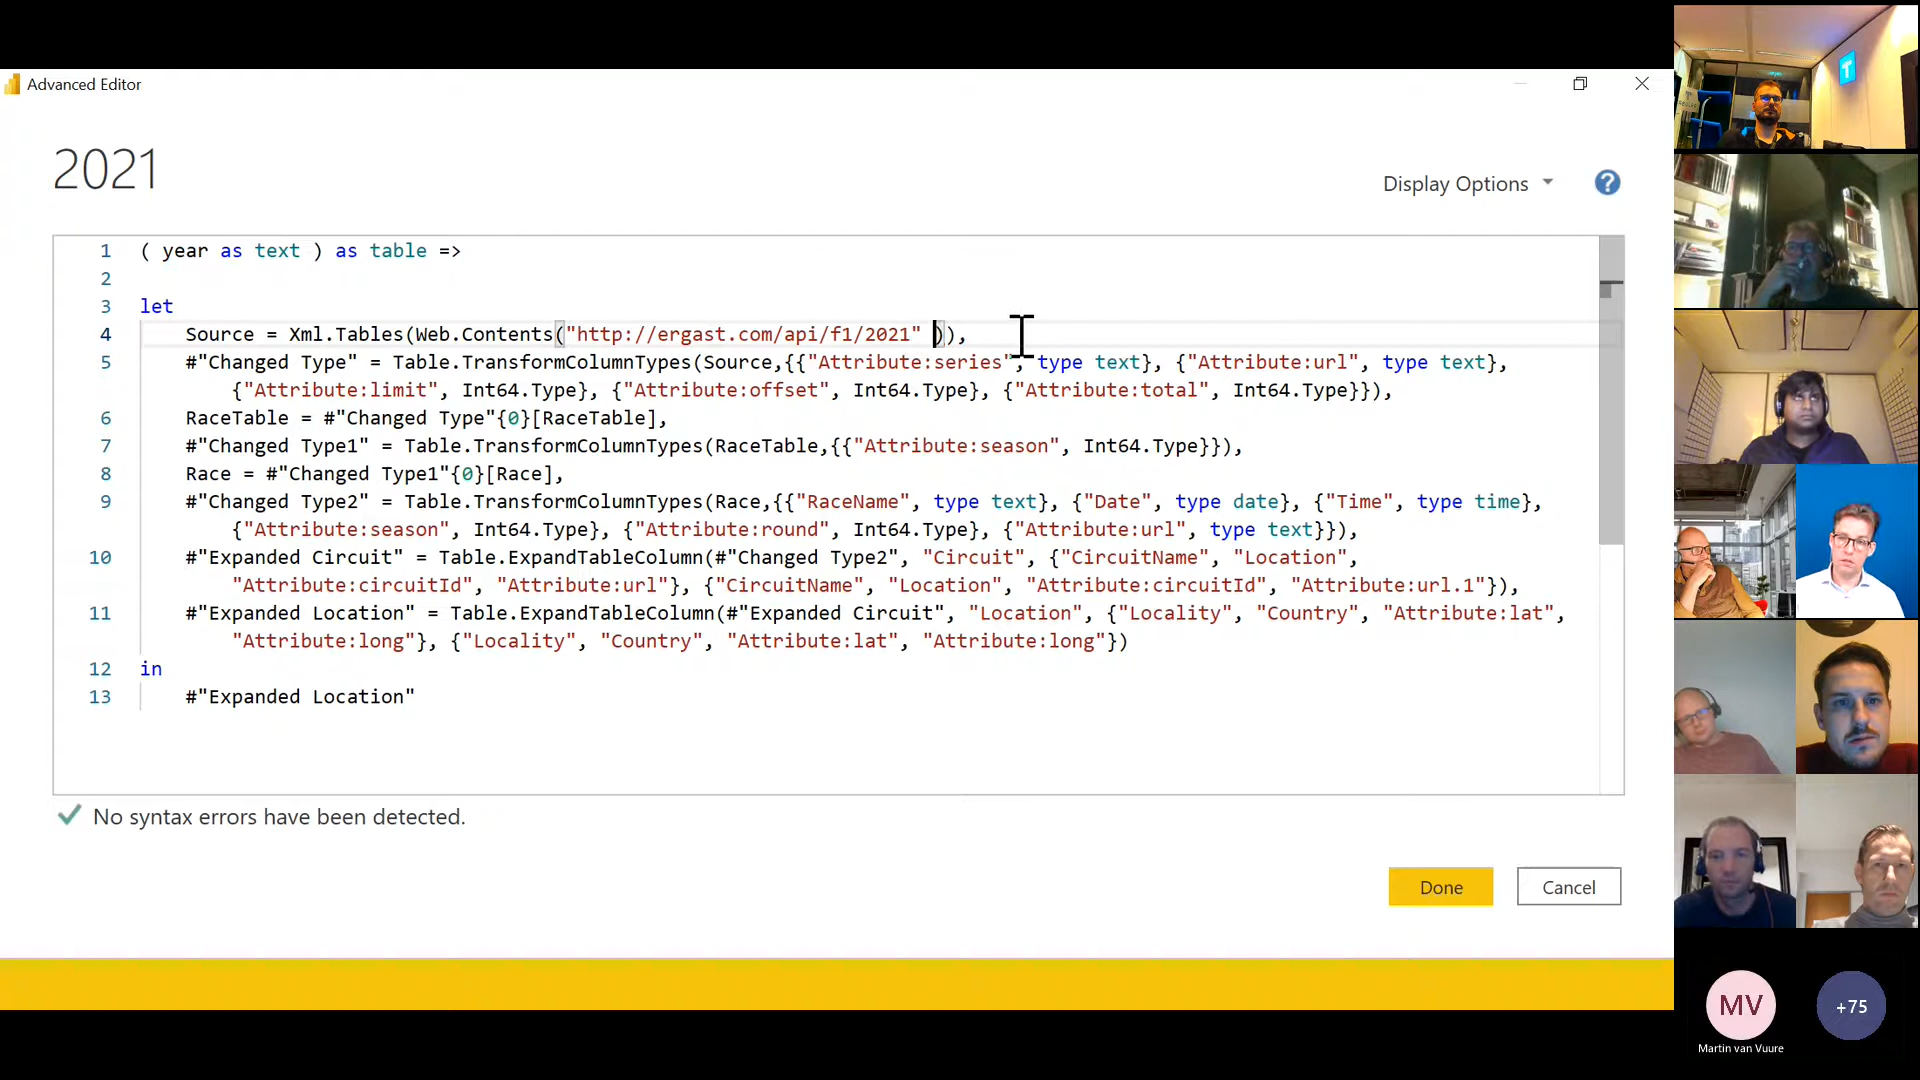 Advanced Editor
2021
Display Options
?
1 ( year as text ) as table =>
2
3 let
4 Source = Xml.Tables(Web.Contents("http://ergast.com/api/f1/2021" )),
5 #"Changed Type" = Table.TransformColumnTypes(Source,{{"Attribute:series", type text}, {"Attribute:url", type text},
{"Attribute:limit", Int64.Type}, {"Attribute:offset", Int64.Type}, {"Attribute:total", Int64.Type}}),
6 RaceTable = #"Changed Type"{0}[RaceTable],
7 #"Changed Type1" = Table.TransformColumnTypes(RaceTable,{{"Attribute:season", Int64.Type}}),
8 Race = #"Changed Type1"{0}[Race],
9 #"Changed Type2" = Table.TransformColumnTypes(Race,{{"RaceName", type text}, {"Date", type date}, {"Time", type time},
{"Attribute:season", Int64.Type}, {"Attribute:round", Int64.Type}, {"Attribute:url", type text}}),
10 #"Expanded Circuit" = Table.ExpandTableColumn(#"Changed Type2", "Circuit", {"CircuitName", "Location",
"Attribute:circuitId", "Attribute:url"}, {"CircuitName", "Location", "Attribute:circuitId", "Attribute:url.1"}),
11 #"Expanded Location" = Table.ExpandTableColumn(#"Expanded Circuit", "Location", {"Locality", "Country", "Attribute:lat",
"Attribute:long"}, {"Locality", "Country", "Attribute:lat", "Attribute:long"})
12 in
13 #"Expanded Location"
No syntax errors have been detected.
Done
Cancel
T
MV
+75
Martin van Vuure